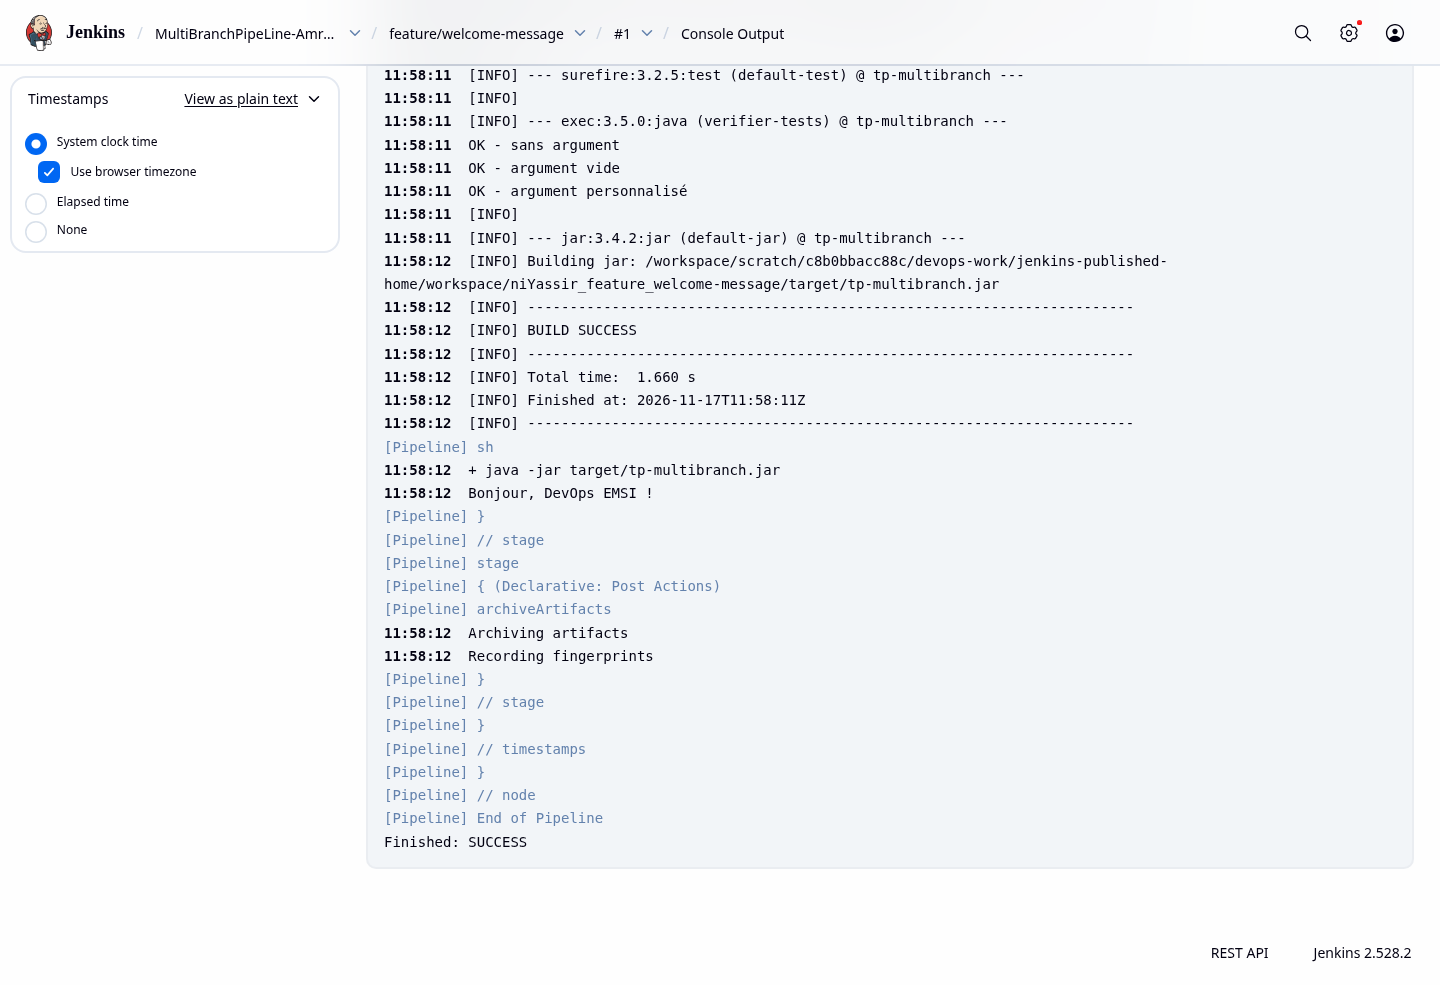 Jenkins / MultiBranchPipeLine-Amr... / feature/welcome-message / #1 / Console Output
Timestamps View as plain text
System clock time
Use browser timezone
Elapsed time
None
11:58:11 [INFO] --- surefire:3.2.5:test (default-test) @ tp-multibranch ---
11:58:11 [INFO]
11:58:11 [INFO] --- exec:3.5.0:java (verifier-tests) @ tp-multibranch ---
11:58:11 OK - sans argument
11:58:11 OK - argument vide
11:58:11 OK - argument personnalisé
11:58:11 [INFO]
11:58:11 [INFO] --- jar:3.4.2:jar (default-jar) @ tp-multibranch ---
11:58:12 [INFO] Building jar: /workspace/scratch/c8b0bbacc88c/devops-work/jenkins-published-
home/workspace/niYassir_feature_welcome-message/target/tp-multibranch.jar
11:58:12 [INFO] ------------------------------------------------------------------------
11:58:12 [INFO] BUILD SUCCESS
11:58:12 [INFO] ------------------------------------------------------------------------
11:58:12 [INFO] Total time:  1.660 s
11:58:12 [INFO] Finished at: 2026-11-17T11:58:11Z
11:58:12 [INFO] ------------------------------------------------------------------------
[Pipeline] sh
11:58:12 + java -jar target/tp-multibranch.jar
11:58:12 Bonjour, DevOps EMSI !
[Pipeline] }
[Pipeline] // stage
[Pipeline] stage
[Pipeline] { (Declarative: Post Actions)
[Pipeline] archiveArtifacts
11:58:12 Archiving artifacts
11:58:12 Recording fingerprints
[Pipeline] }
[Pipeline] // stage
[Pipeline] }
[Pipeline] // timestamps
[Pipeline] }
[Pipeline] // node
[Pipeline] End of Pipeline
Finished: SUCCESS
REST API Jenkins 2.528.2